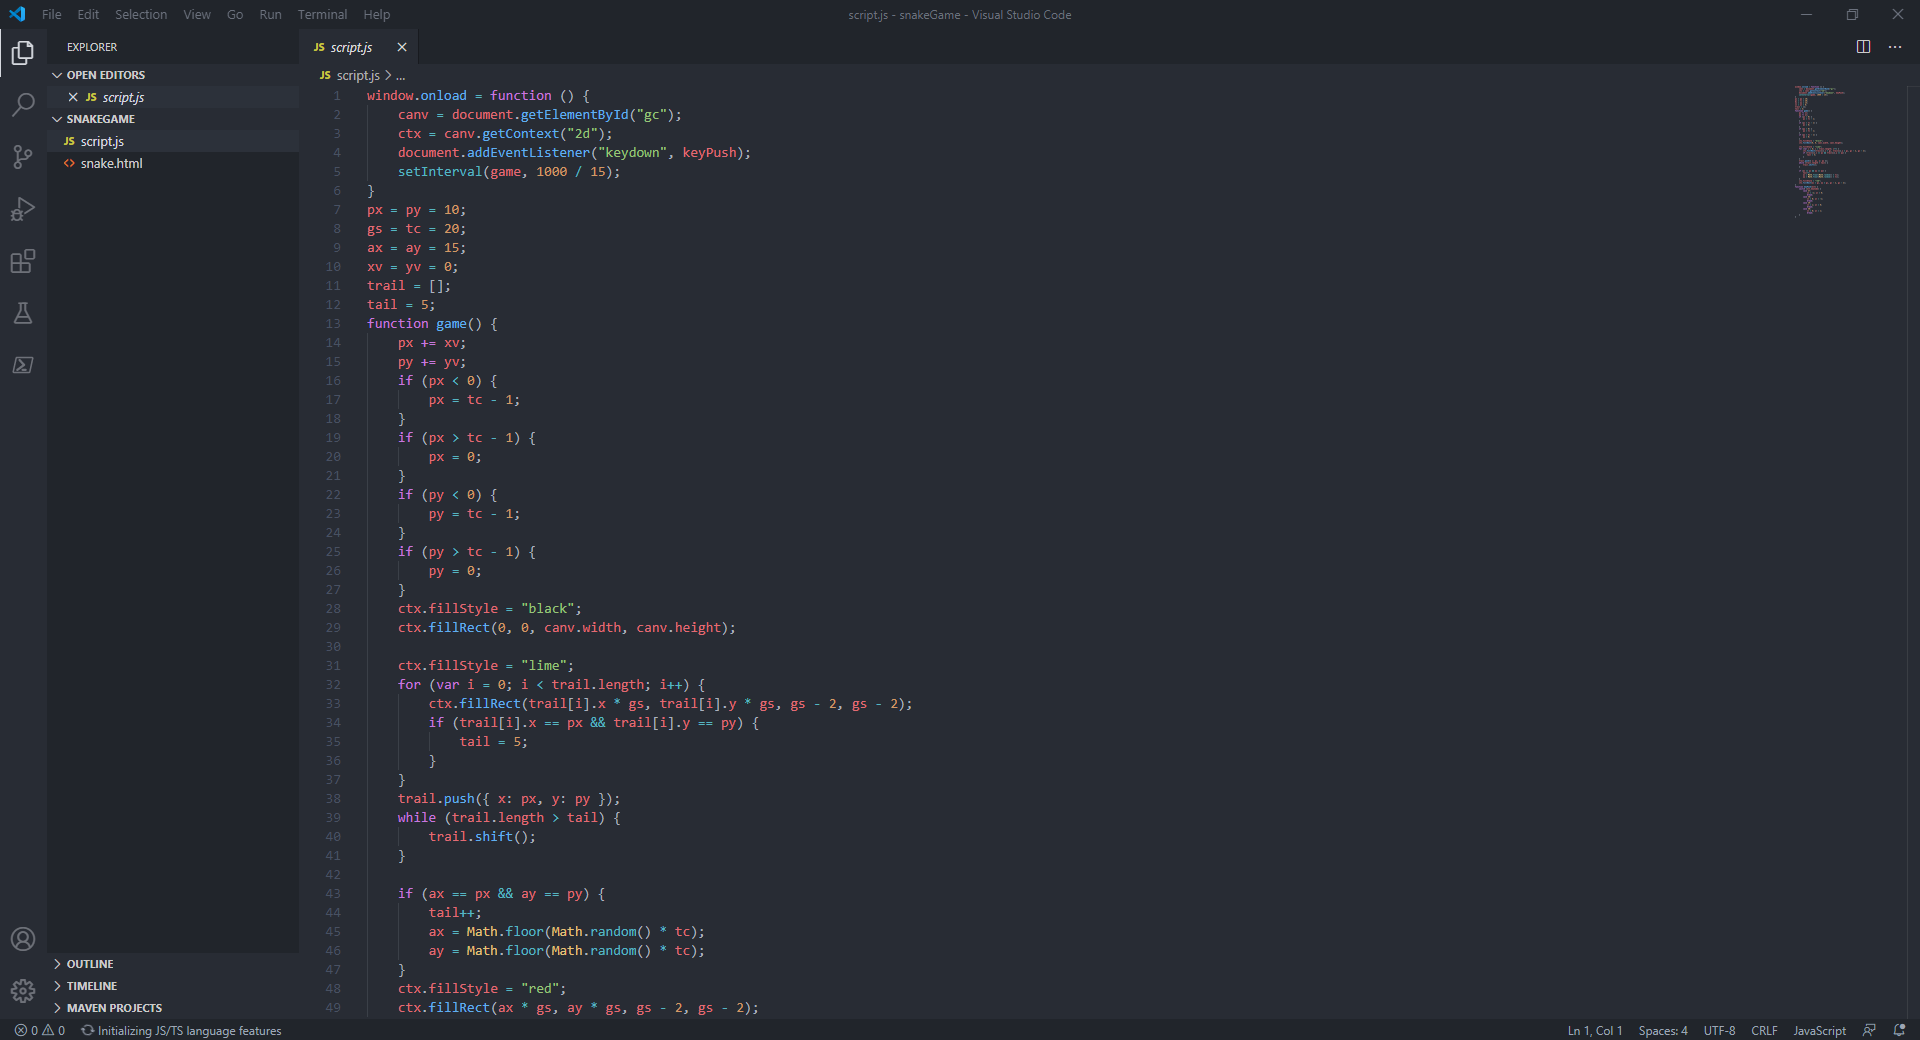 File Edit Selection View Go Run Terminal Help
script.js - snakeGame - Visual Studio Code
EXPLORER
OPEN EDITORS
JS script.js
SNAKEGAME
JS script.js
<> snake.html
OUTLINE
TIMELINE
MAVEN PROJECTS
JS script.js
JS script.js > ...
1 window.onload = function () {
2     canv = document.getElementById("gc");
3     ctx = canv.getContext("2d");
4     document.addEventListener("keydown", keyPush);
5     setInterval(game, 1000 / 15);
6 }
7 px = py = 10;
8 gs = tc = 20;
9 ax = ay = 15;
10 xv = yv = 0;
11 trail = [];
12 tail = 5;
13 function game() {
14     px += xv;
15     py += yv;
16     if (px < 0) {
17         px = tc - 1;
18     }
19     if (px > tc - 1) {
20         px = 0;
21     }
22     if (py < 0) {
23         py = tc - 1;
24     }
25     if (py > tc - 1) {
26         py = 0;
27     }
28     ctx.fillStyle = "black";
29     ctx.fillRect(0, 0, canv.width, canv.height);
30
31     ctx.fillStyle = "lime";
32     for (var i = 0; i < trail.length; i++) {
33         ctx.fillRect(trail[i].x * gs, trail[i].y * gs, gs - 2, gs - 2);
34         if (trail[i].x == px && trail[i].y == py) {
35             tail = 5;
36         }
37     }
38     trail.push({ x: px, y: py });
39     while (trail.length > tail) {
40         trail.shift();
41     }
42
43     if (ax == px && ay == py) {
44         tail++;
45         ax = Math.floor(Math.random() * tc);
46         ay = Math.floor(Math.random() * tc);
47     }
48     ctx.fillStyle = "red";
49     ctx.fillRect(ax * gs, ay * gs, gs - 2, gs - 2);
0 0 Initializing JS/TS language features
Ln 1, Col 1 Spaces: 4 UTF-8 CRLF JavaScript